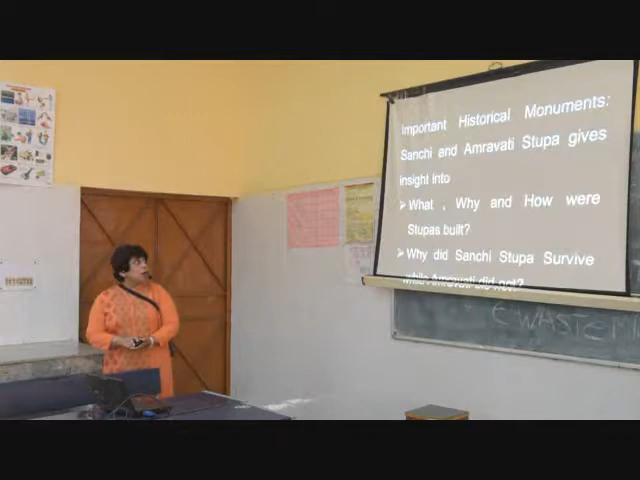 Important Historical Monuments:
Sanchi and Amravati Stupa gives
insight into
➢ What , Why and How were
Stupas built?
➢ Why did Sanchi Stupa Survive
while Amravati did not?
E WASTE M